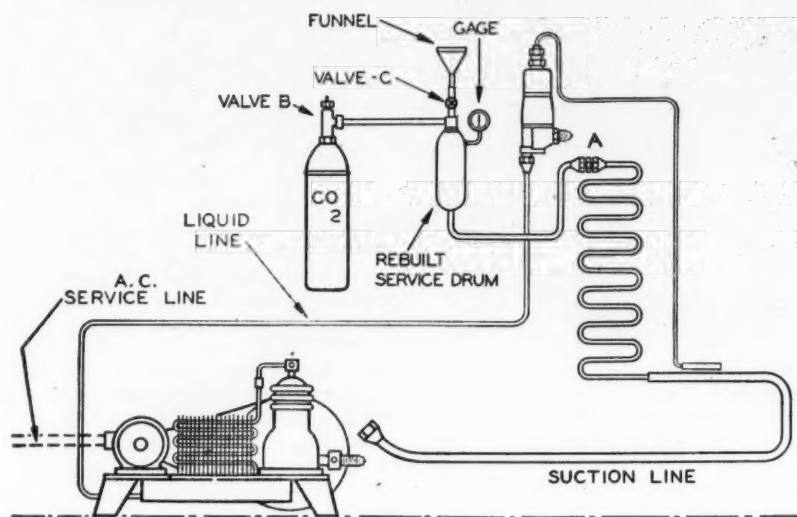 FUNNEL
GAGE
VALVE-C
VALVE B
A
CO
2
LIQUID
LINE
REBUILT
SERVICE DRUM
A.C.
SERVICE LINE
SUCTION LINE